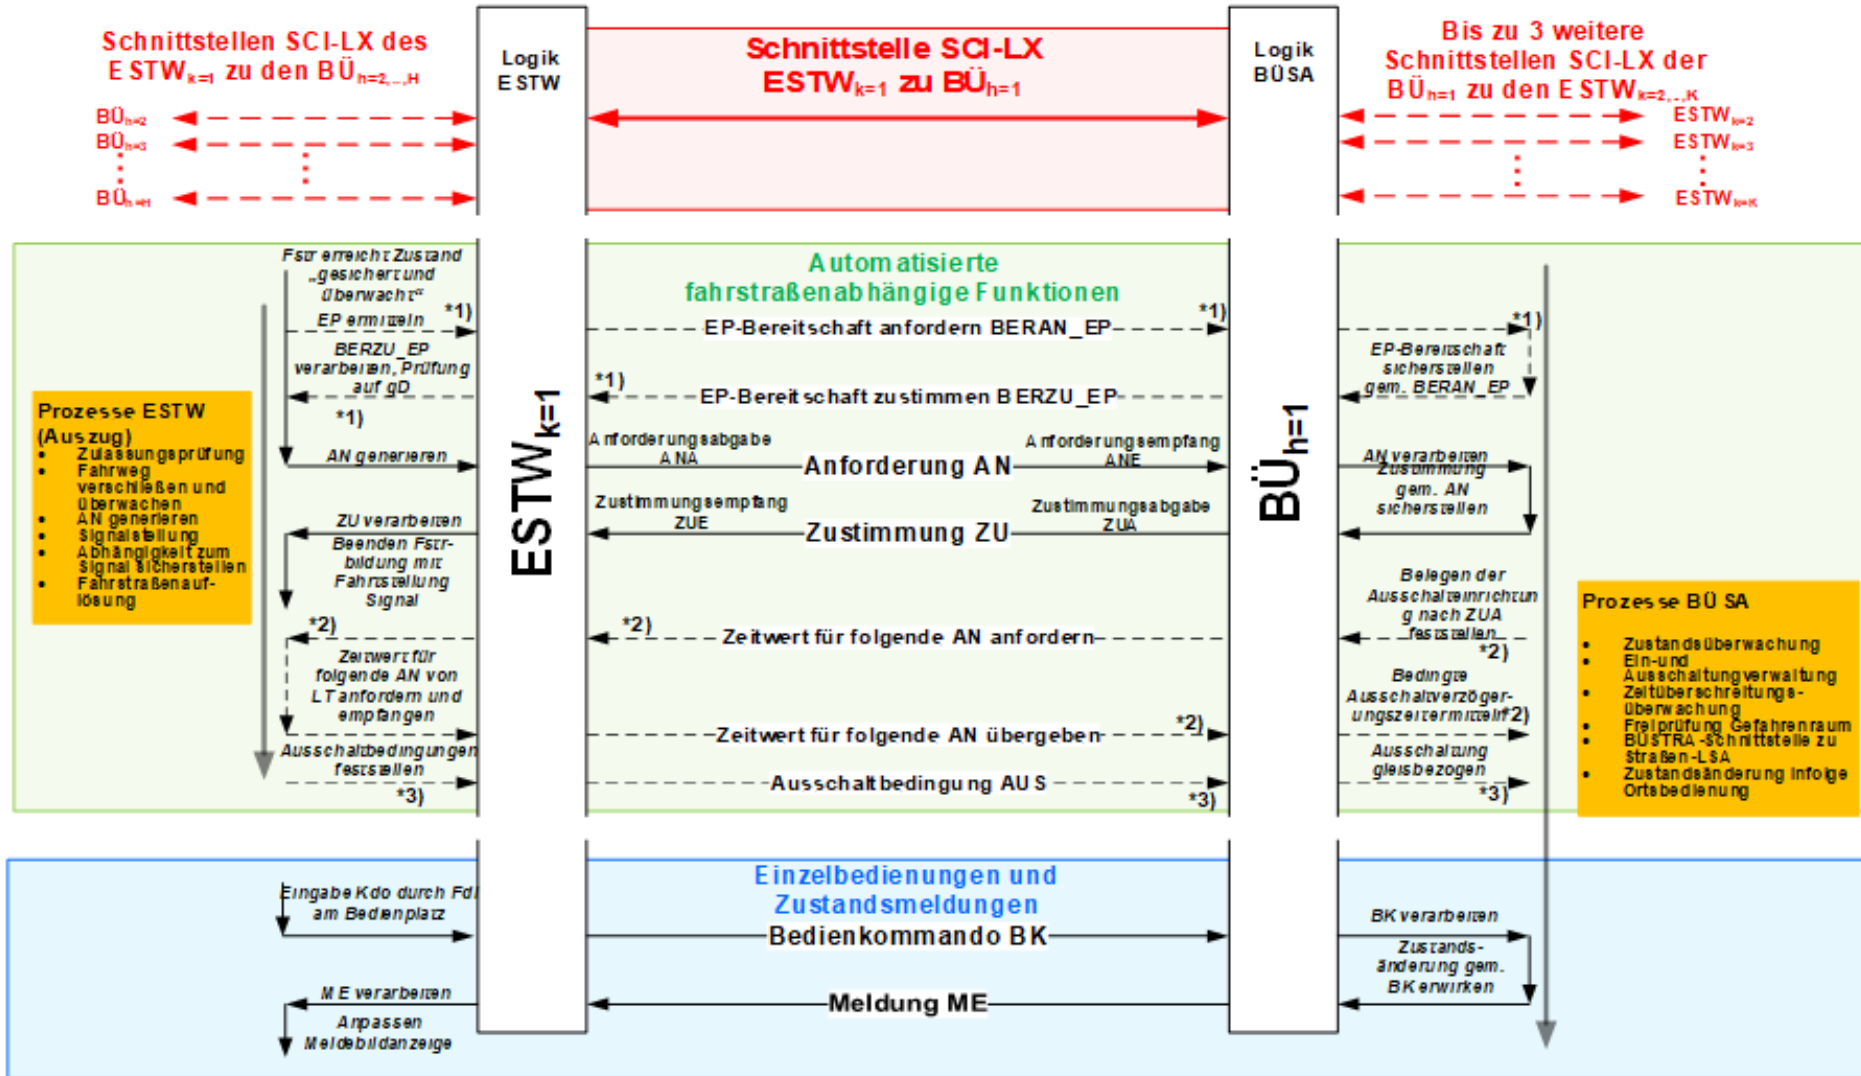 Schnittstellen SCI-LX des
ESTWk=1 zu den BÜh=2,..,H
BÜh=2
BÜh=3
BÜh=H
Logik
ESTW
Schnittstelle SCI-LX
ESTWk=1 zu BÜh=1
Logik
BÜSA
Bis zu 3 weitere
Schnittstellen SCI-LX der
BÜh=1 zu den ESTWk=2,..,K
ESTWk=2
ESTWk=3
ESTWk=K
Automatisierte
fahrstraßenabhängige Funktionen
Fstr erreicht Zustand
„gesichert und
überwacht“
*1)
EP ermitteln
BERZU_EP
verarbeiten, Prüfung
auf gD
*1)
AN generieren
ZU verarbeiten
Beenden Fstr-
bildung mit
Fahrtstellung
Signal
*2)
Zeitwert für
folgende AN von
LT anfordern und
empfangen
Ausschaltbedingungen
feststellen
*3)
Prozesse ESTW
(Auszug)
• Zulassungsprüfung
• Fahrweg
verschließen und
überwachen
• AN generieren
• Signalstellung
• Abhängigkeit zum
Signal sicherstellen
• Fahrstraßenauf-
lösung
ESTWk=1
*1)
EP-Bereitschaft anfordern BERAN_EP
*1)
EP-Bereitschaft zustimmen BERZU_EP
Anforderungsabgabe
ANA
Anforderung AN
Anforderungsempfang
ANE
Zustimmungsempfang
ZUE
Zustimmung ZU
Zustimmungsabgabe
ZUA
*2)
Zeitwert für folgende AN anfordern
Zeitwert für folgende AN übergeben
*2)
Ausschaltbedingung AUS
*3)
BÜh=1
*1)
EP-Bereitschaft
sicherstellen
gem. BERAN_EP
AN verarbeiten
Zustimmung
gem. AN
sicherstellen
Belegen der
Ausschalteinrichtun
g nach ZUA
feststellen
*2)
Bedingte
Ausschaltverzöger-
ungszeit ermitteln
*2)
Ausschaltung
gleisbezogen
*3)
Prozesse BÜSA
• Zustandsüberwachung
• Ein-und
Ausschaltungverwaltung
• Zeitüberschreitungs-
überwachung
• Freiprüfung Gefahrenraum
• BÜSTRA-Schnittstelle zu
Straßen-LSA
• Zustandsänderung infolge
Ortsbedienung
Einzelbedienungen und
Zustandsmeldungen
Eingabe Kdo durch Fdl
am Bedienplatz
Bedienkommando BK
BK verarbeiten
Zustands-
änderung gem.
BK erwirken
ME verarbeiten
Meldung ME
Anpassen
Meldebildanzeige